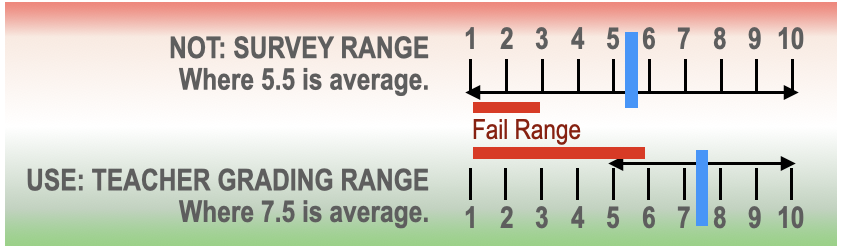 NOT: SURVEY RANGE
Where 5.5 is average.
1 2 3 4 5 6 7 8 9 10
Fail Range
USE: TEACHER GRADING RANGE
Where 7.5 is average.
1 2 3 4 5 6 7 8 9 10